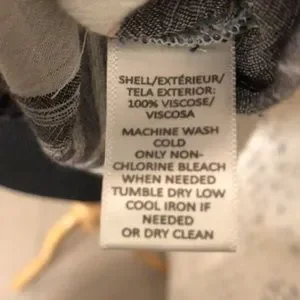 SHELL/EXTÉRIEUR/
TELA EXTERIOR:
100% VISCOSE/
VISCOSA
MACHINE WASH
COLD
ONLY NON-
CHLORINE BLEACH
WHEN NEEDED
TUMBLE DRY LOW
COOL IRON IF
NEEDED
OR DRY CLEAN